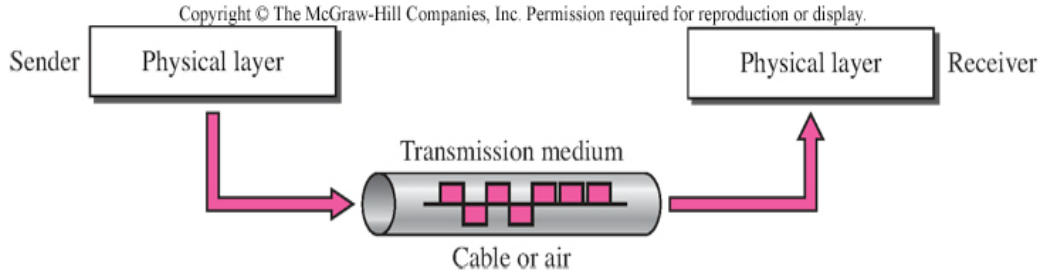 Copyright © The McGraw-Hill Companies, Inc. Permission required for reproduction or display.
Sender
Physical layer
Physical layer
Receiver
Transmission medium
Cable or air